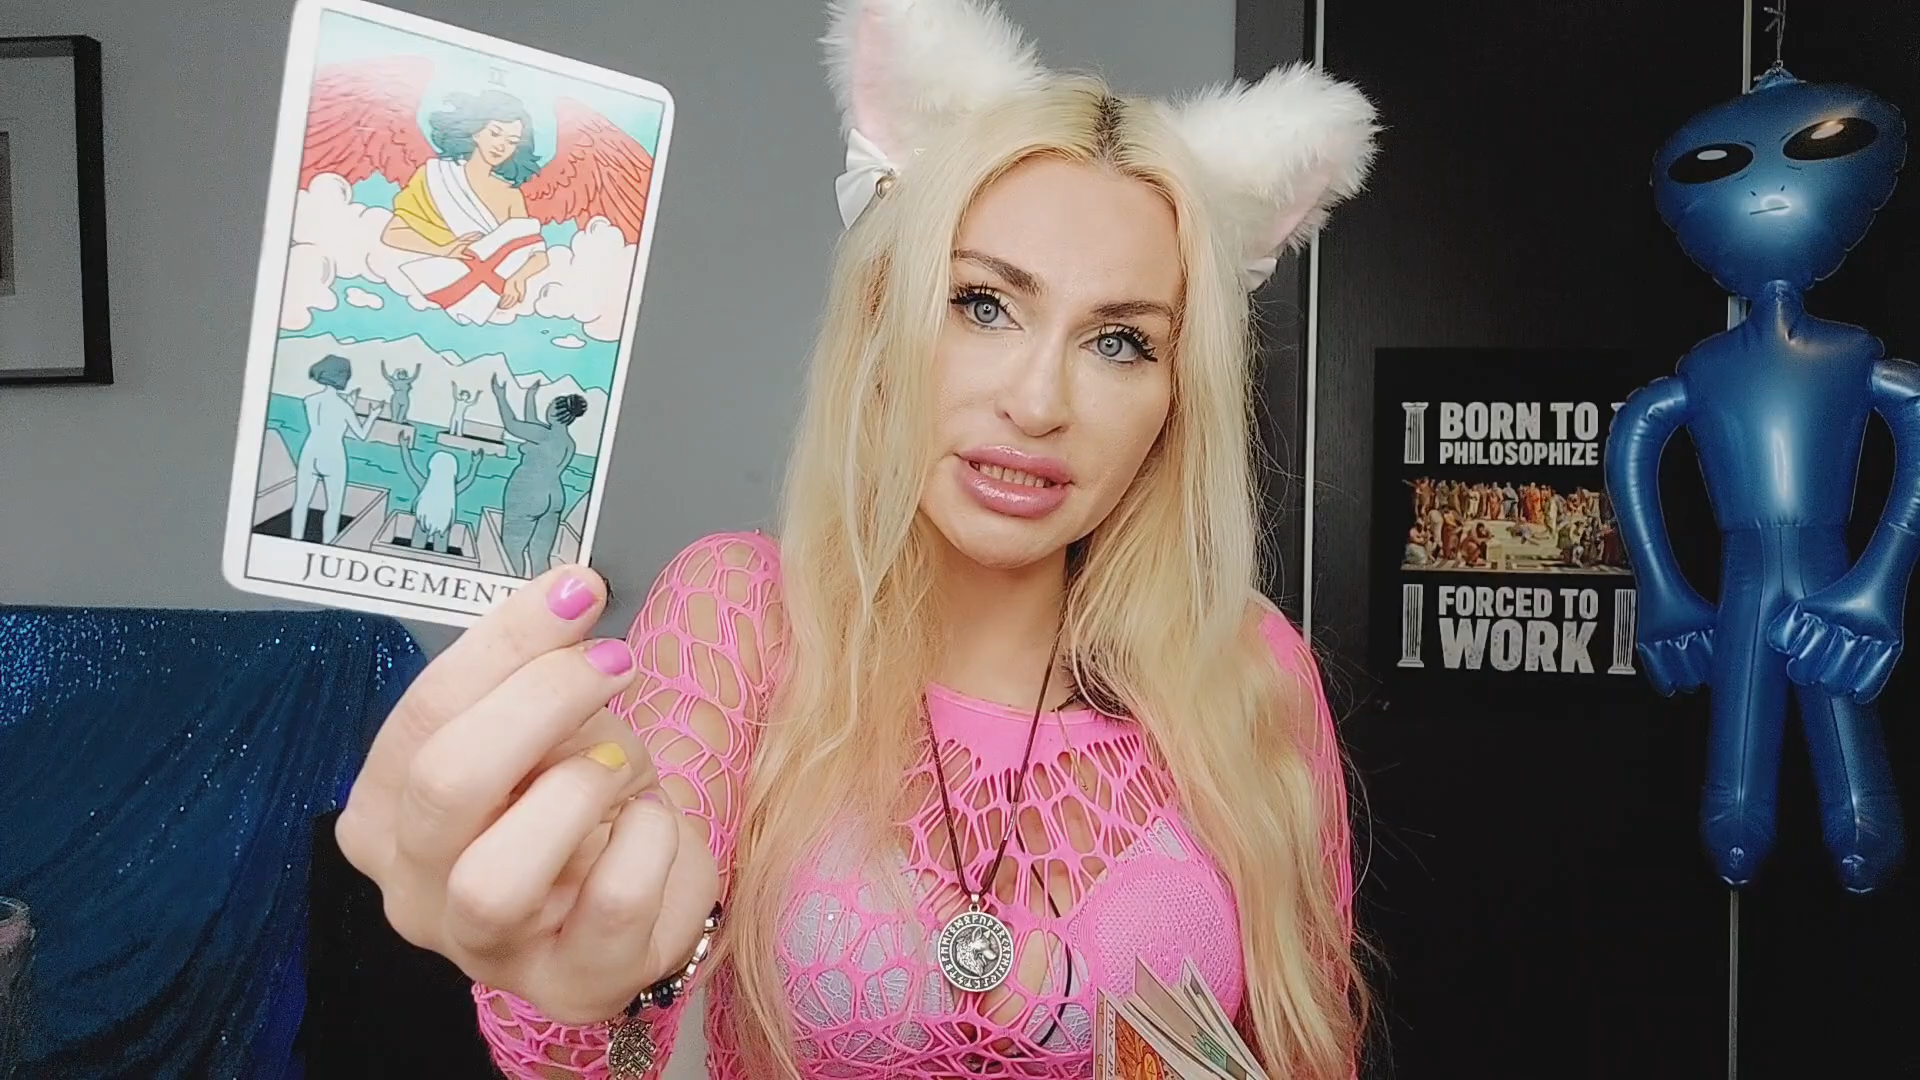 JUDGEMENT
BORN TO
PHILOSOPHIZE
FORCED TO
WORK